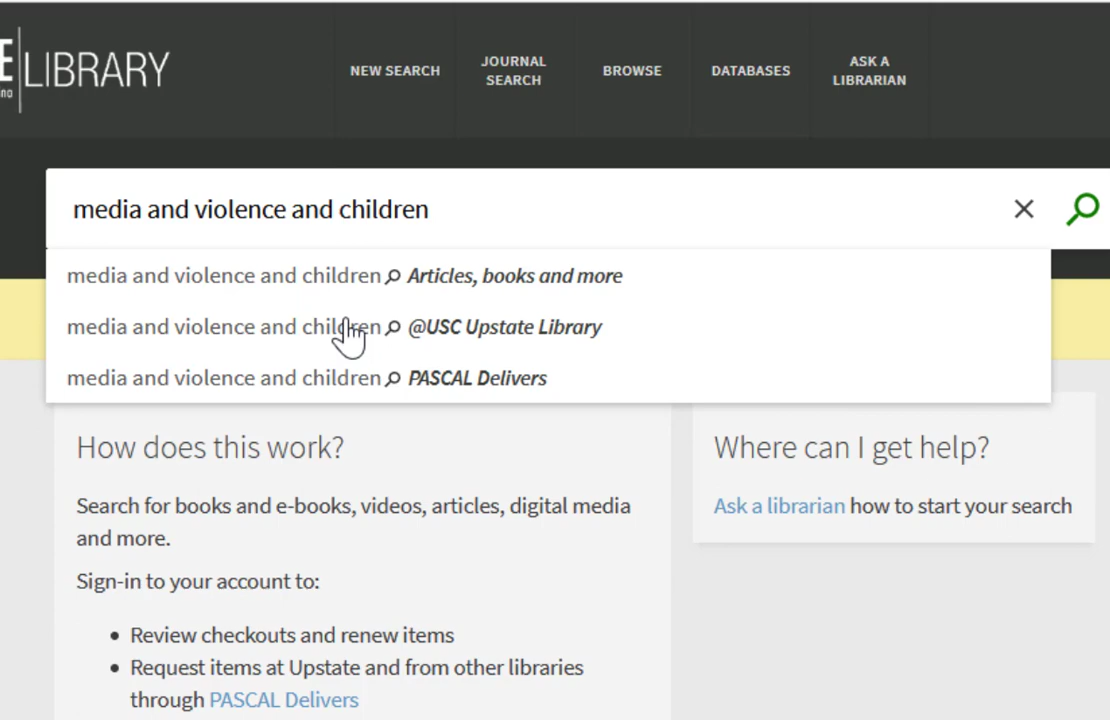 LIBRARY
NEW SEARCH
JOURNAL
SEARCH
BROWSE
DATABASES
ASK A
LIBRARIAN
media and violence and children
media and violence and children Articles, books and more
media and violence and children @USC Upstate Library
media and violence and children PASCAL Delivers
How does this work?
Search for books and e-books, videos, articles, digital media
and more.
Sign-in to your account to:
• Review checkouts and renew items
• Request items at Upstate and from other libraries
through PASCAL Delivers
Where can I get help?
Ask a librarian how to start your search